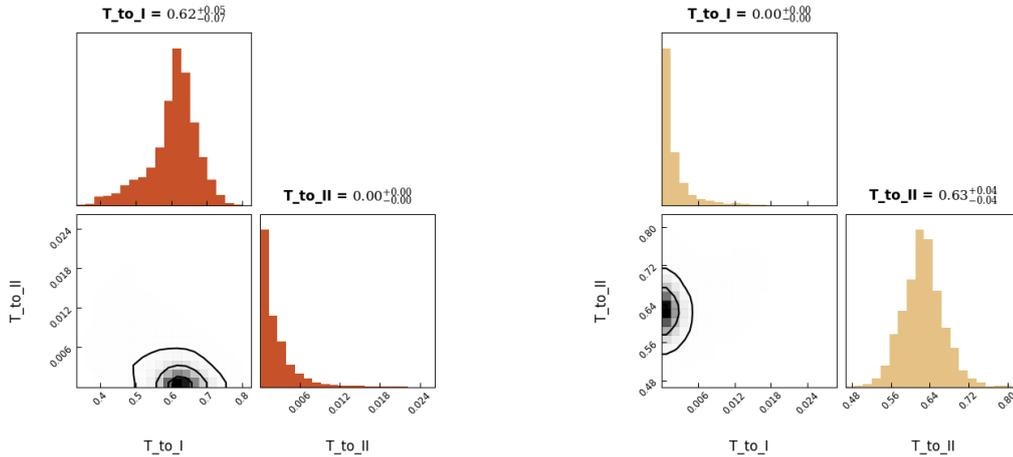 T_to_I = 0.62+0.05−0.07
T_to_I = 0.00+0.00−0.00
T_to_II = 0.00+0.00−0.00
T_to_II = 0.63+0.04−0.04
T_to_II
0.024
0.018
0.012
0.006
0.4 0.5 0.6 0.7 0.8
T_to_I
0.006 0.012 0.018 0.024
T_to_II
T_to_II
0.80
0.72
0.64
0.56
0.48
0.006 0.012 0.018 0.024
T_to_I
0.48 0.56 0.64 0.72 0.80
T_to_II